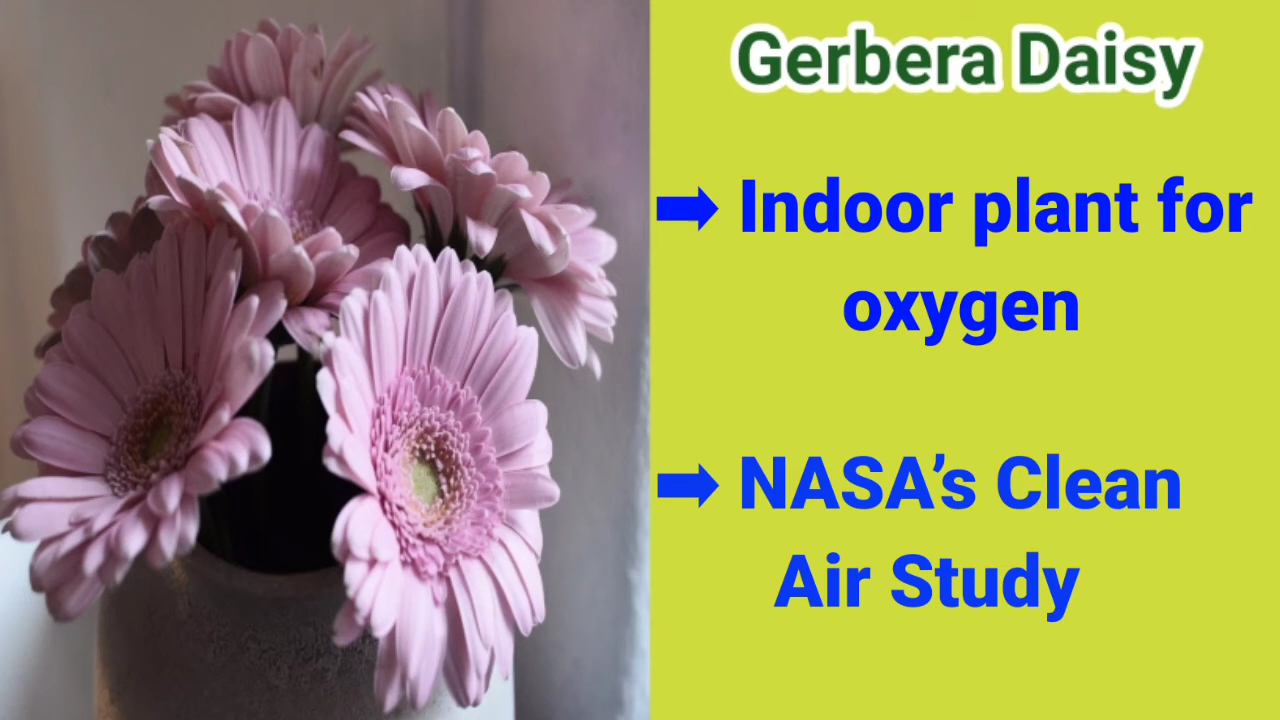 Gerbera Daisy
➡ Indoor plant for
oxygen
➡ NASA’s Clean
Air Study